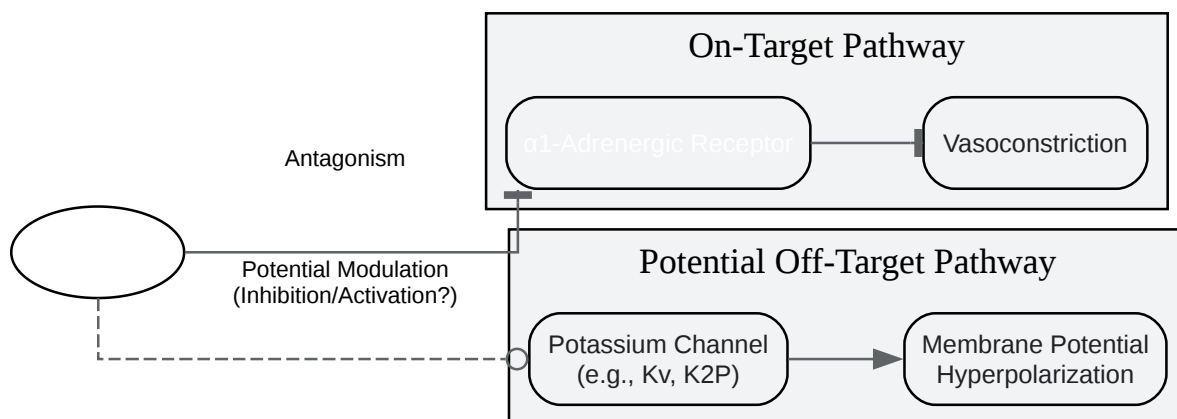 On-Target Pathway
α1-Adrenergic Receptor
Vasoconstriction
Antagonism
Potential Modulation
(Inhibition/Activation?)
Potential Off-Target Pathway
Potassium Channel
(e.g., Kv, K2P)
Membrane Potential
Hyperpolarization